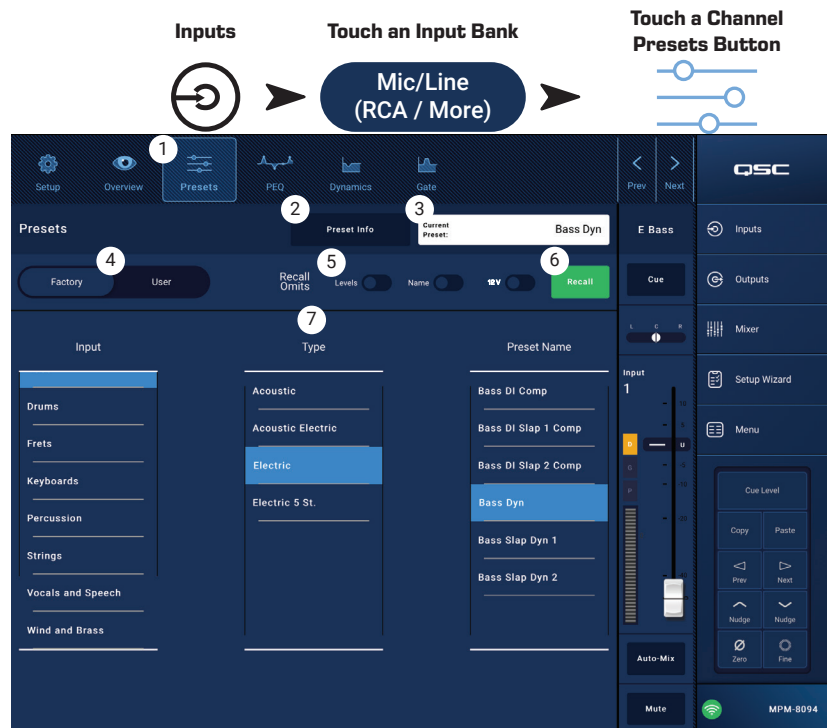 Inputs
Touch an Input Bank
Touch a Channel
Presets Button
Mic/Line
(RCA / More)
1
Setup
Overview
Presets
PEQ
Dynamics
Gate
Prev
Next
QSC
Presets
2
Preset Info
3
Current
Preset:
Bass Dyn
E Bass
Inputs
4
Factory
User
Recall
Omits
5
Levels
Name
12V
6
Recall
Cue
Outputs
7
Input
Type
Preset Name
L C R
Mixer
Drums
Frets
Keyboards
Percussion
Strings
Vocals and Speech
Wind and Brass
Acoustic
Acoustic Electric
Electric
Electric 5 St.
Bass DI Comp
Bass DI Slap 1 Comp
Bass DI Slap 2 Comp
Bass Dyn
Bass Slap Dyn 1
Bass Slap Dyn 2
Input
1
10
U
D
G
P
Auto-Mix
Mute
Setup Wizard
Menu
Cue Level
Copy
Paste
Prev
Next
Nudge
Nudge
Zero
Fine
MPM-8094